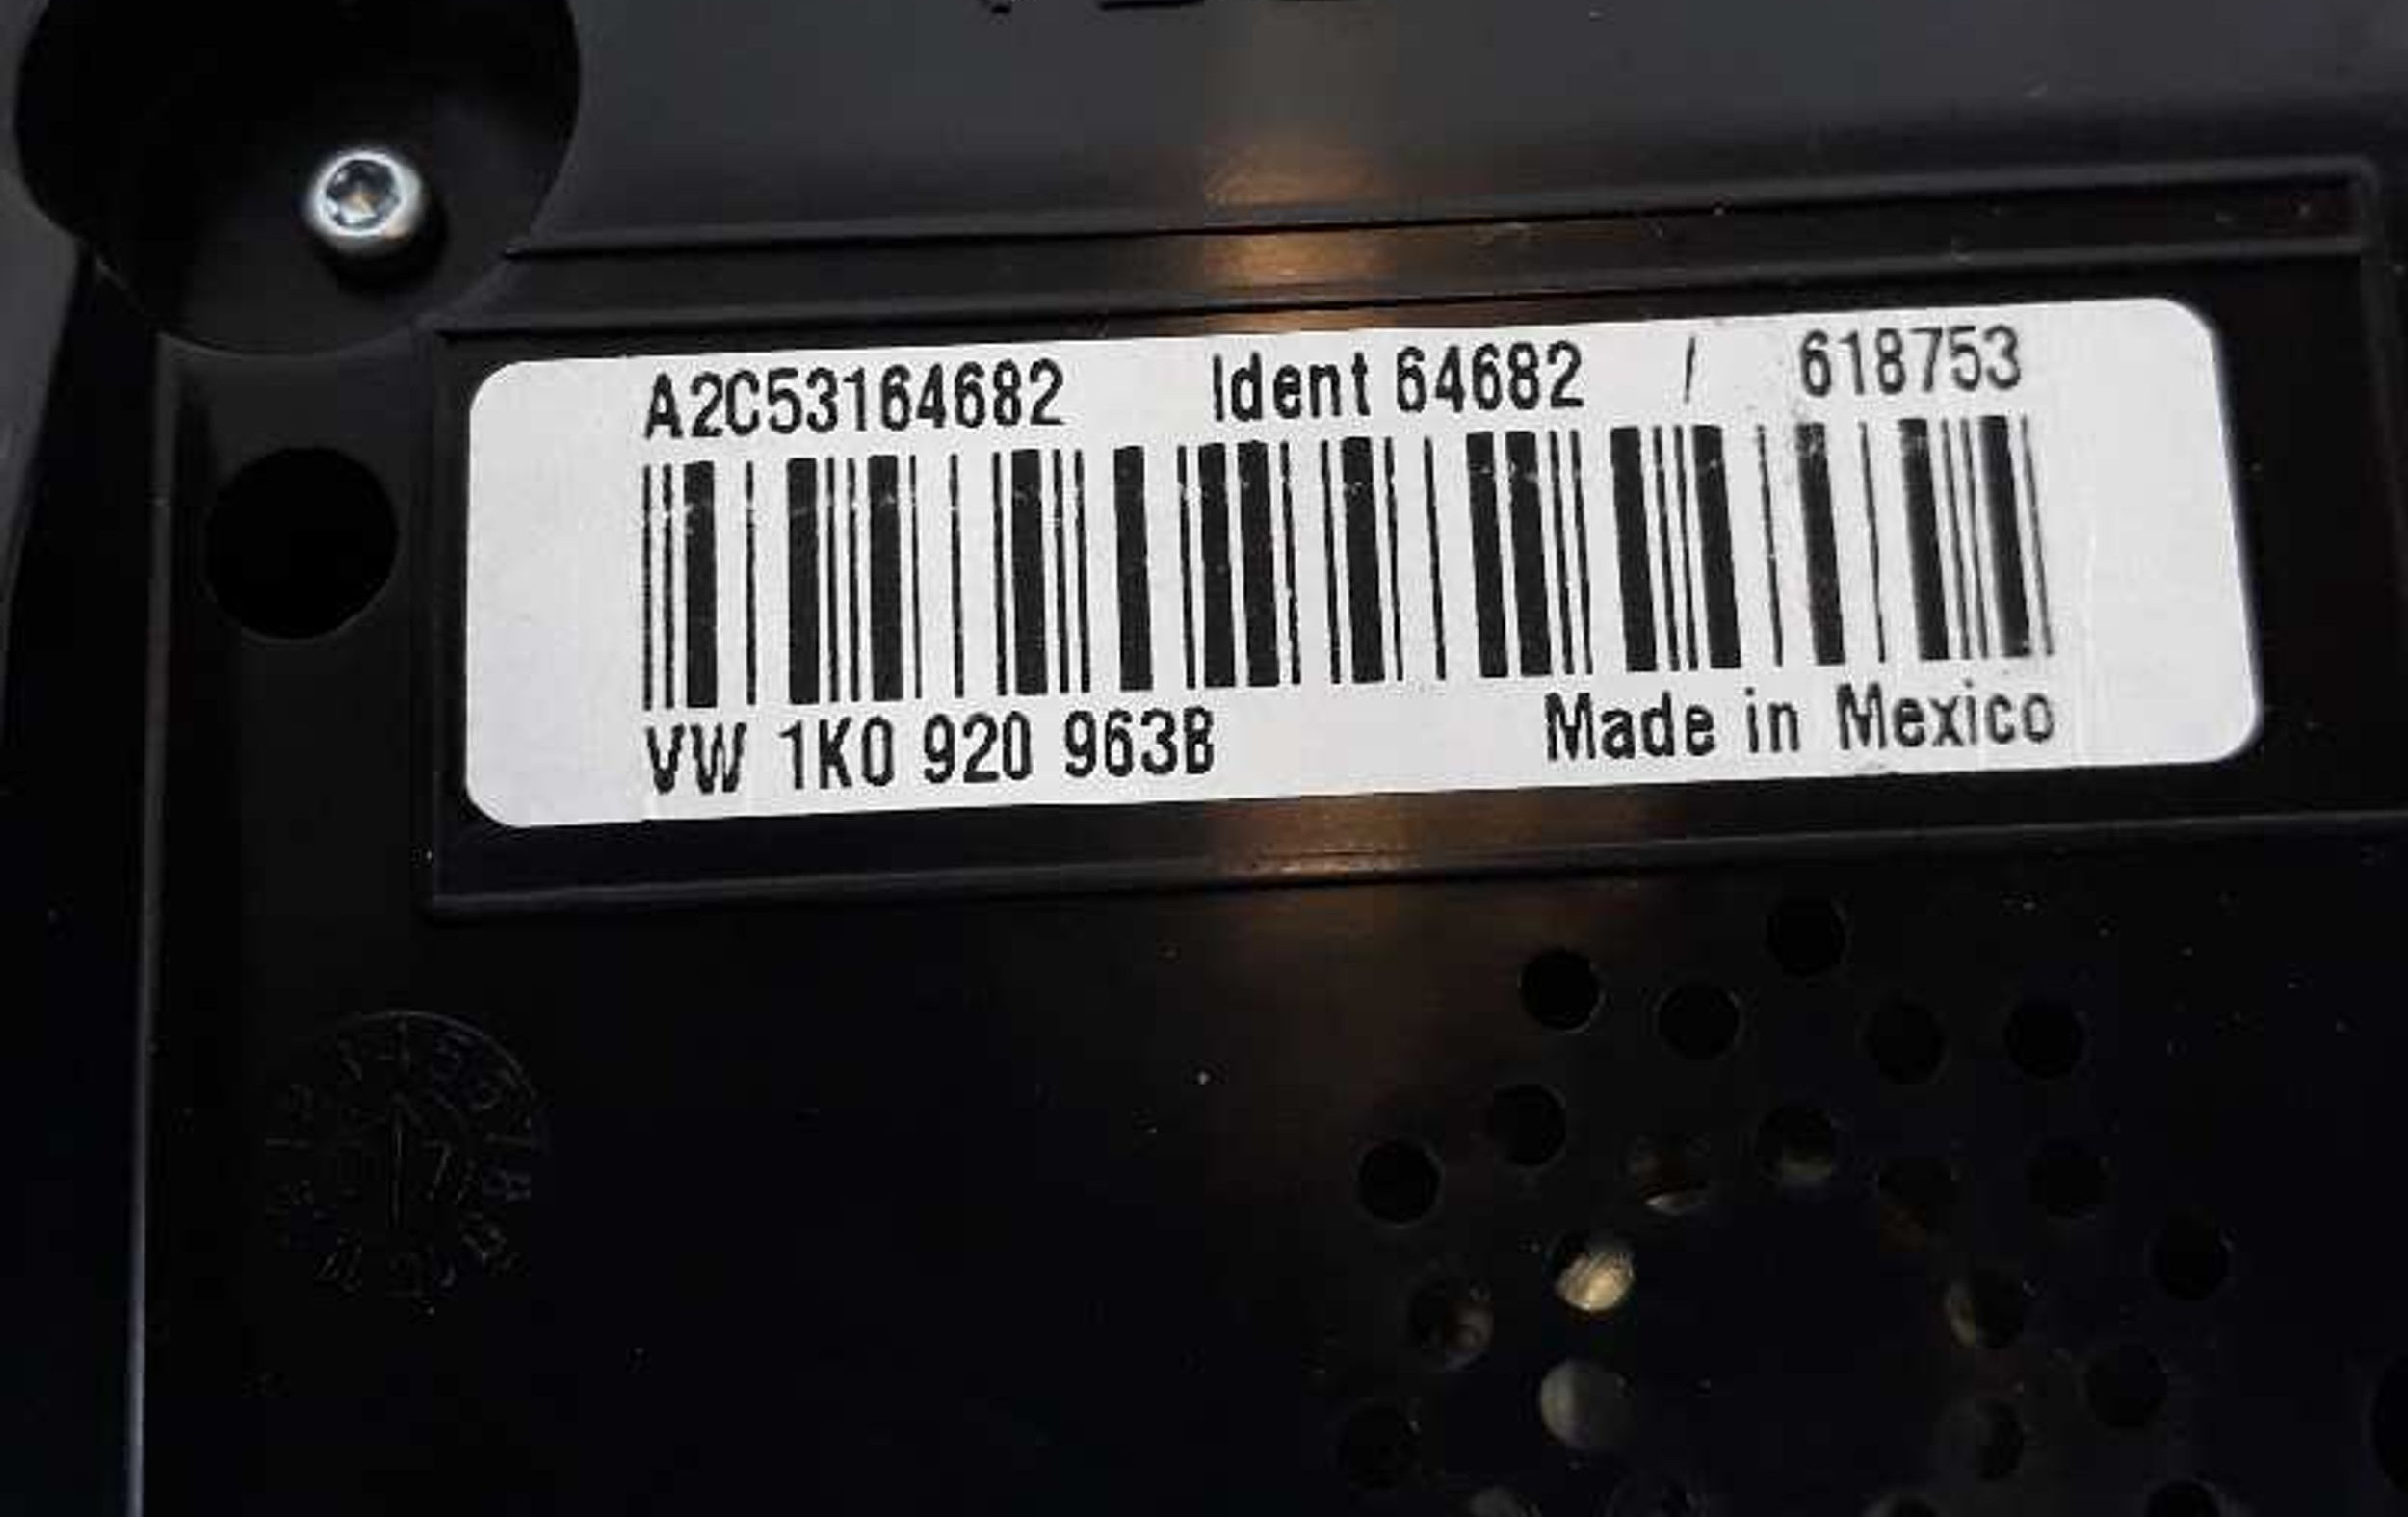 A2C53164682 Ident 64682 / 618753
VW 1K0 920 963B Made in Mexico